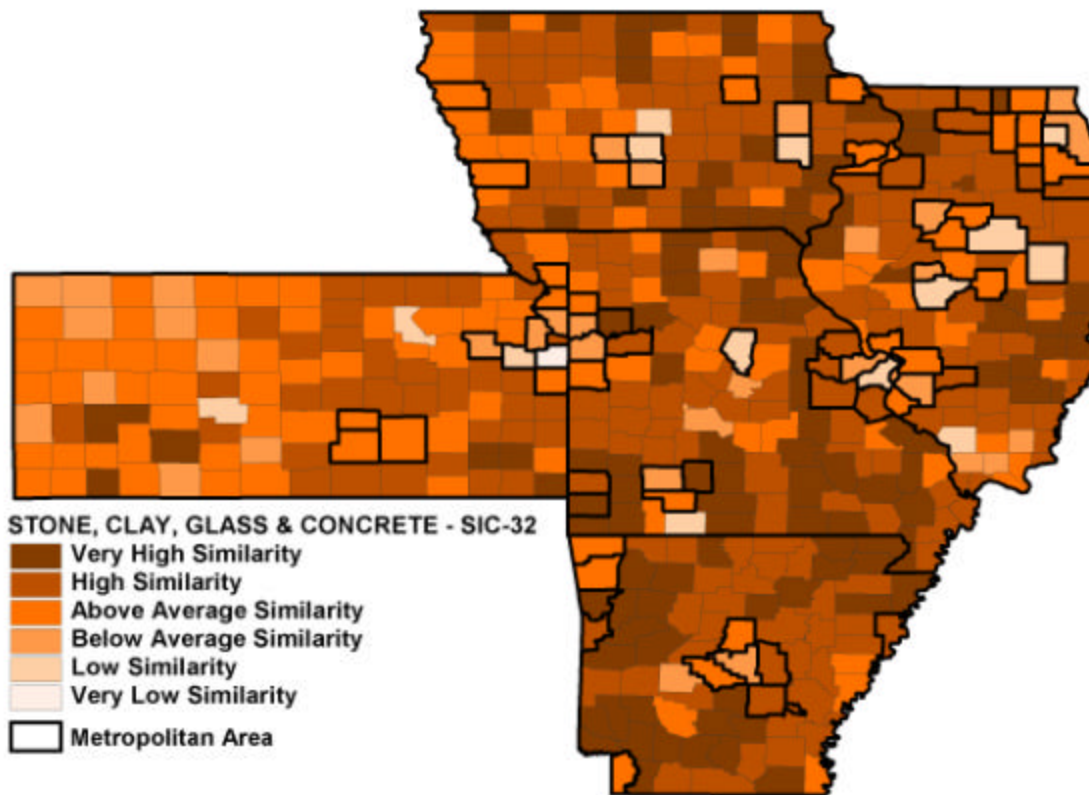 STONE, CLAY, GLASS & CONCRETE - SIC-32
Very High Similarity
High Similarity
Above Average Similarity
Below Average Similarity
Low Similarity
Very Low Similarity
Metropolitan Area